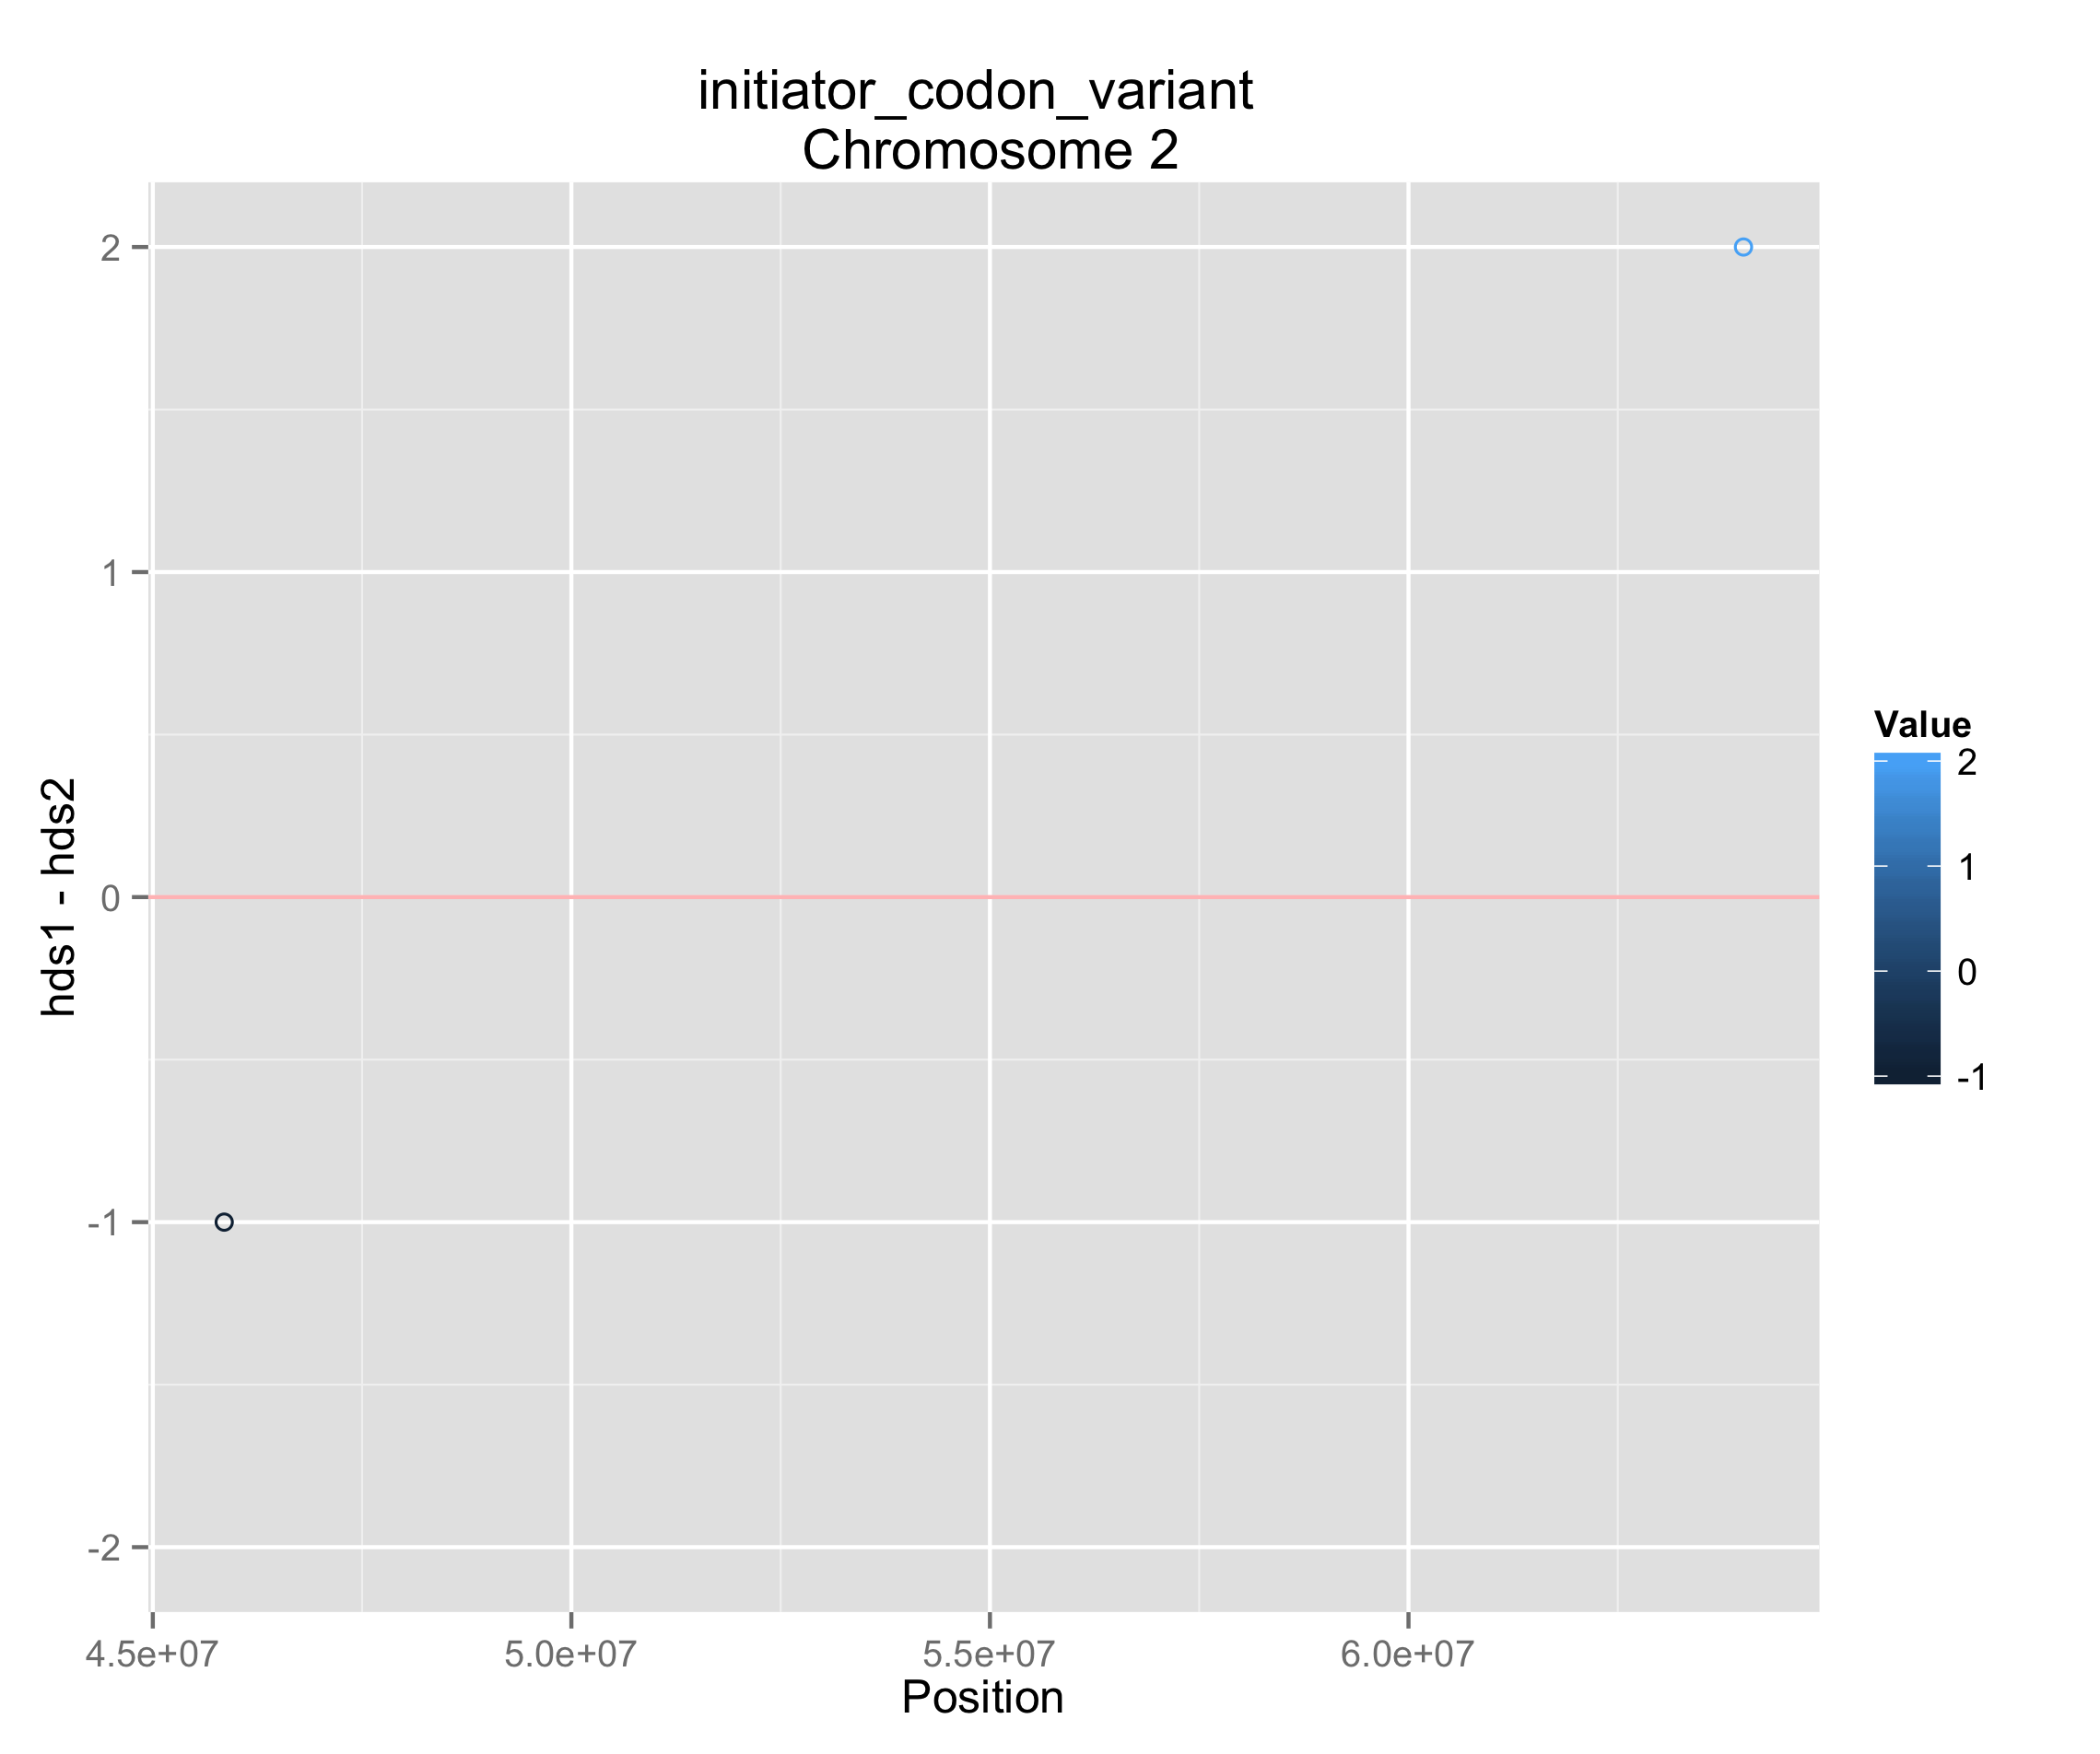 initiator_codon_variant
Chromosome 2
2
1
0
-1
-2
hds1 - hds2
4.5e+07 5.0e+07 5.5e+07 6.0e+07
Position
Value
2
1
0
-1